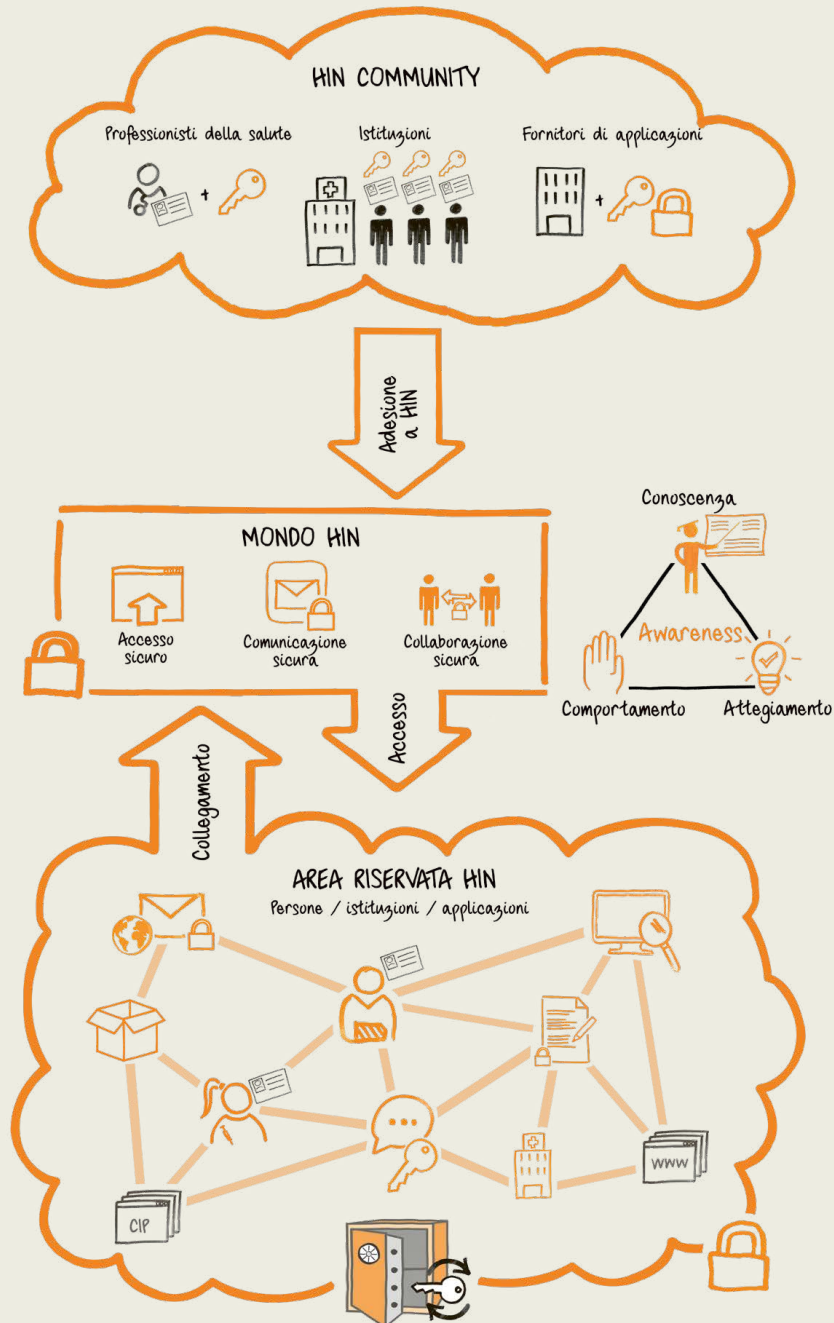 HIN COMMUNITY
Professionisti della salute
Istituzioni
Fornitori di applicazioni
+
+
Adesione
a HIN
MONDO HIN
Accesso
sicuro
Comunicazione
sicura
Collaborazione
sicura
Conoscenza
Awareness
Comportamento
Attegiamento
Accesso
Collegamento
AREA RISERVATA HIN
Persone / istituzioni / applicazioni
WWW
CIP